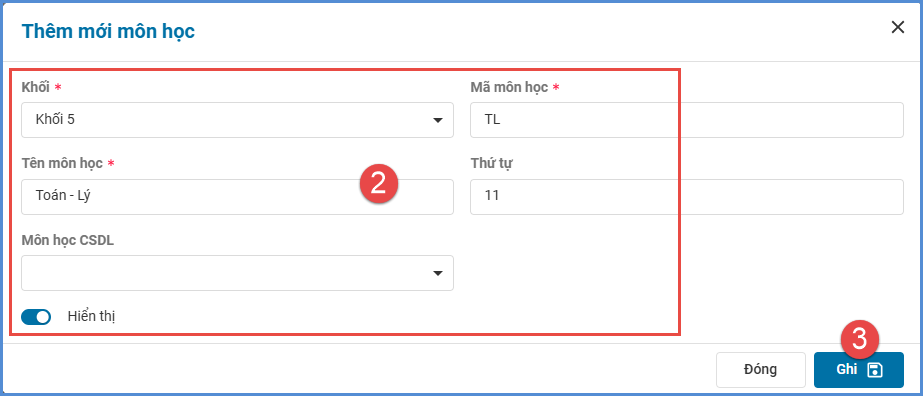 Thêm mới môn học
Khối *
Mã môn học *
Khối 5
TL
Tên môn học *
Thứ tự
Toán - Lý
2
11
Môn học CSDL
Hiển thị
3
Đóng
Ghi